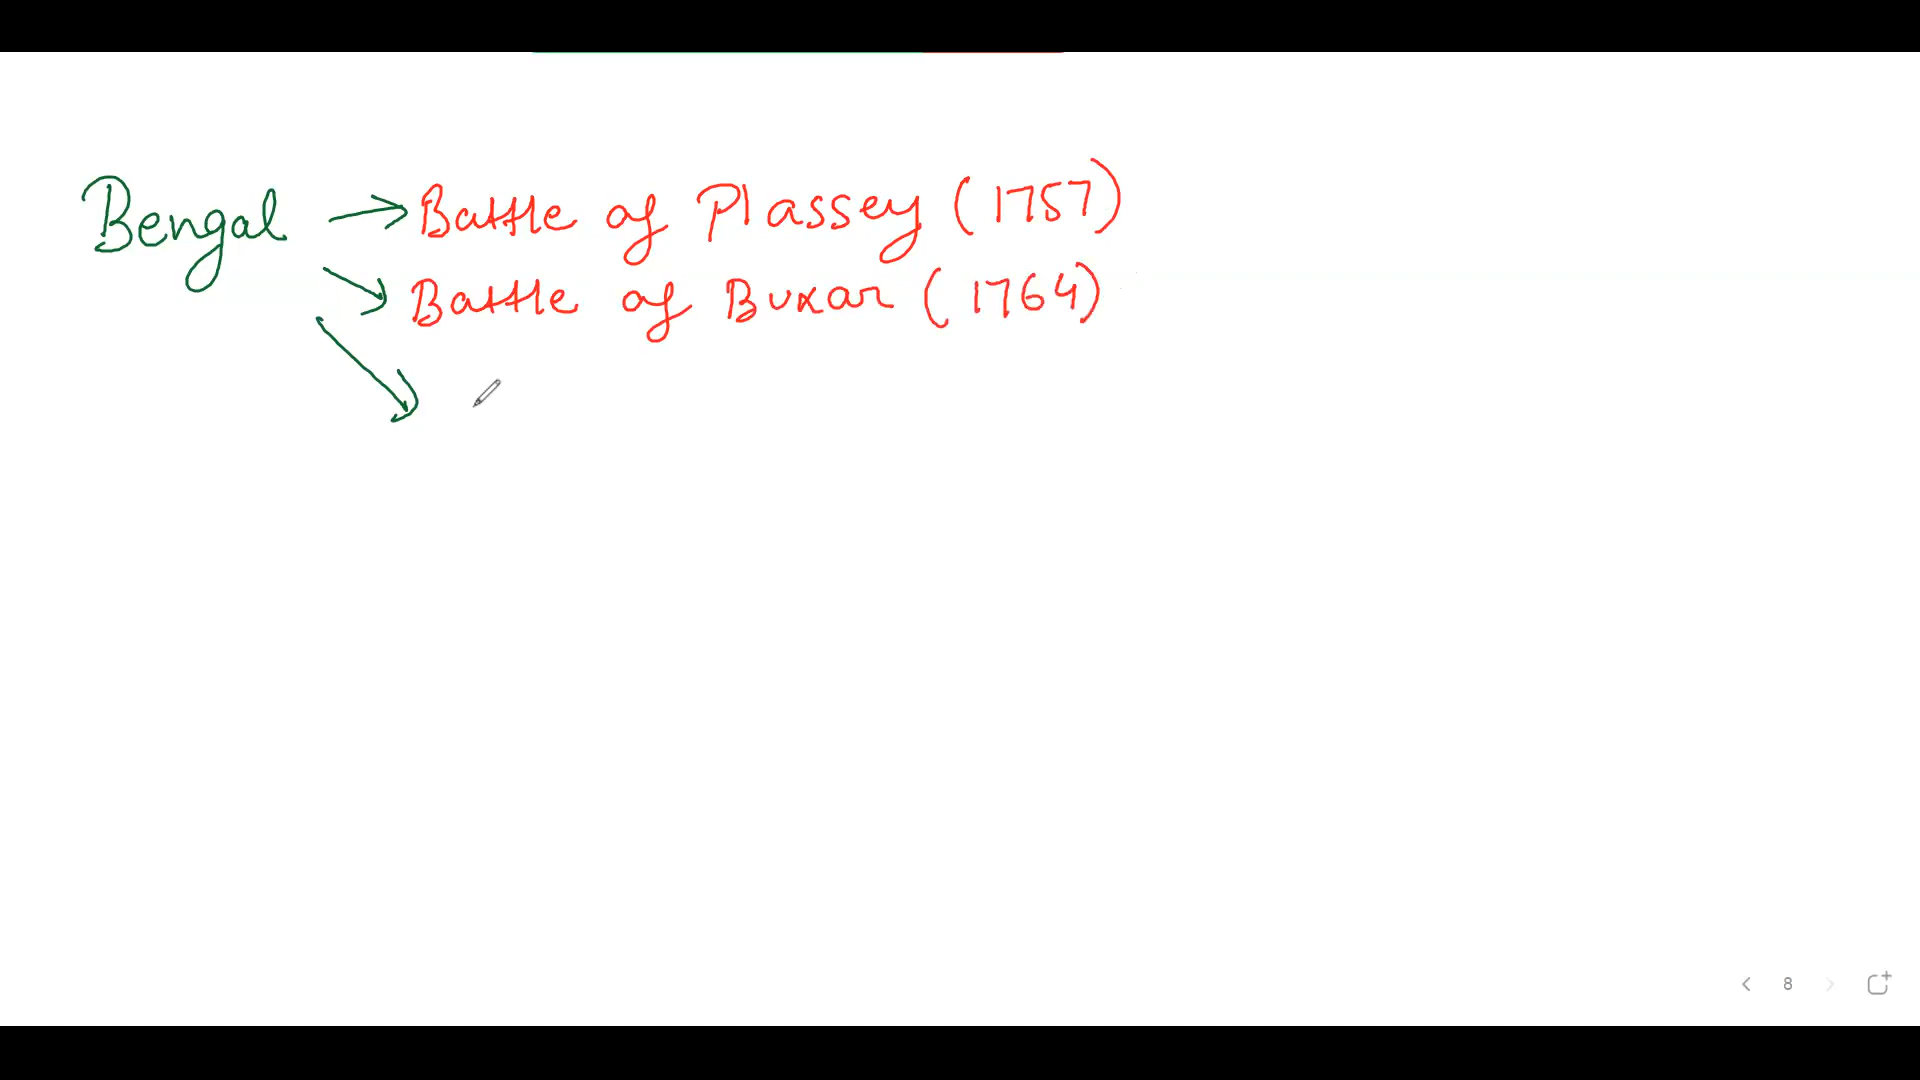 Bengal → Battle of Plassey (1757)
Battle of Buxar (1764)
8